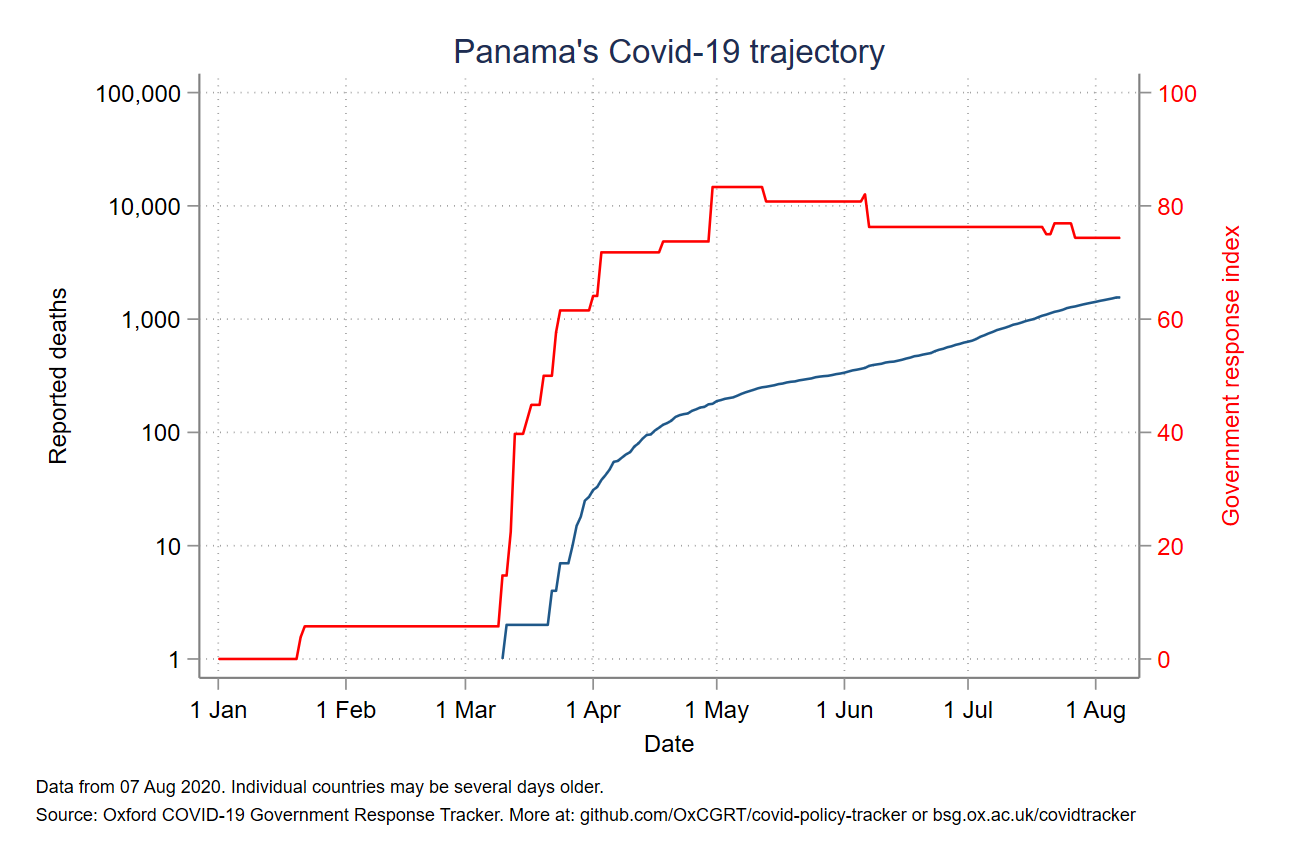 Panama's Covid-19 trajectory
100,000
10,000
1,000
100
10
1
Reported deaths
100
80
60
40
20
0
Government response index
1 Jan 1 Feb 1 Mar 1 Apr 1 May 1 Jun 1 Jul 1 Aug
Date
Data from 07 Aug 2020. Individual countries may be several days older.
Source: Oxford COVID-19 Government Response Tracker. More at: github.com/OxCGRT/covid-policy-tracker or bsg.ox.ac.uk/covidtracker